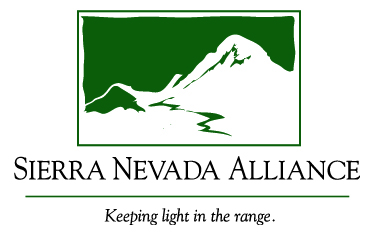 SIERRA NEVADA ALLIANCE
Keeping light in the range.